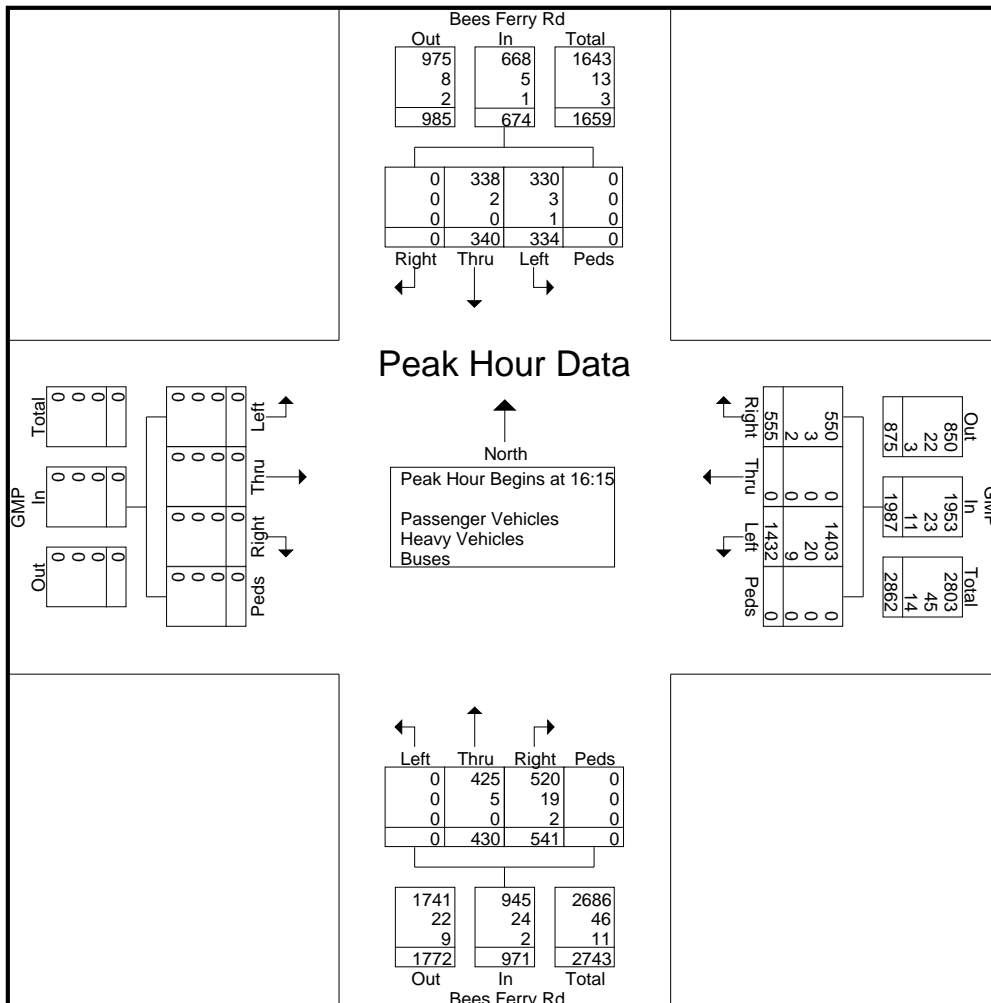 Bees Ferry Rd
Out In Total
975 668 1643
8 5 13
2 1 3
985 674 1659
0 338 330 0
0 2 3 0
0 0 1 0
0 340 334 0
Right Thru Left Peds
Peak Hour Data
North
Peak Hour Begins at 16:15
Passenger Vehicles
Heavy Vehicles
Buses
GMP
Out In Total
0 0 0
0 0 0
0 0 0
0 0 0
0 0 0 0
0 0 0 0
0 0 0 0
0 0 0 0
Left Thru Right Peds
GMP
Out In Total
850 1953 2803
22 23 45
3 11 14
875 1987 2862
550 0 1403 0
3 0 20 0
2 0 9 0
555 0 1432 0
Right Thru Left Peds
Left Thru Right Peds
0 425 520 0
0 5 19 0
0 0 2 0
0 430 541 0
1741 945 2686
22 24 46
9 2 11
1772 971 2743
Out In Total
Bees Ferry Rd